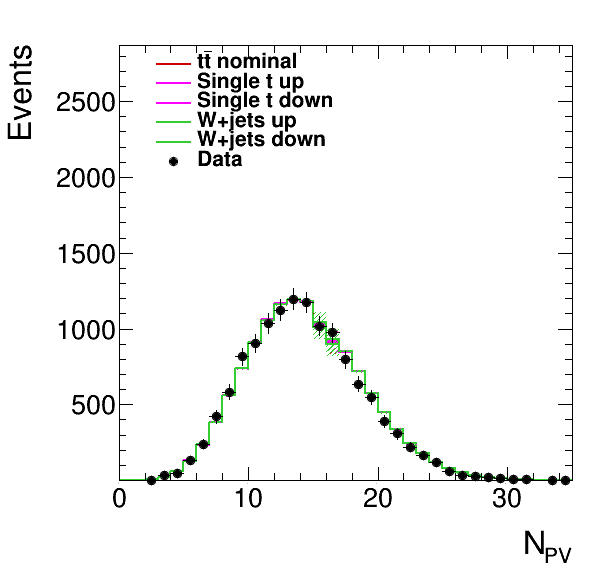 Events
tt̄ nominal
Single t up
Single t down
W+jets up
W+jets down
Data
2500
2000
1500
1000
500
0 10 20 30
N_PV